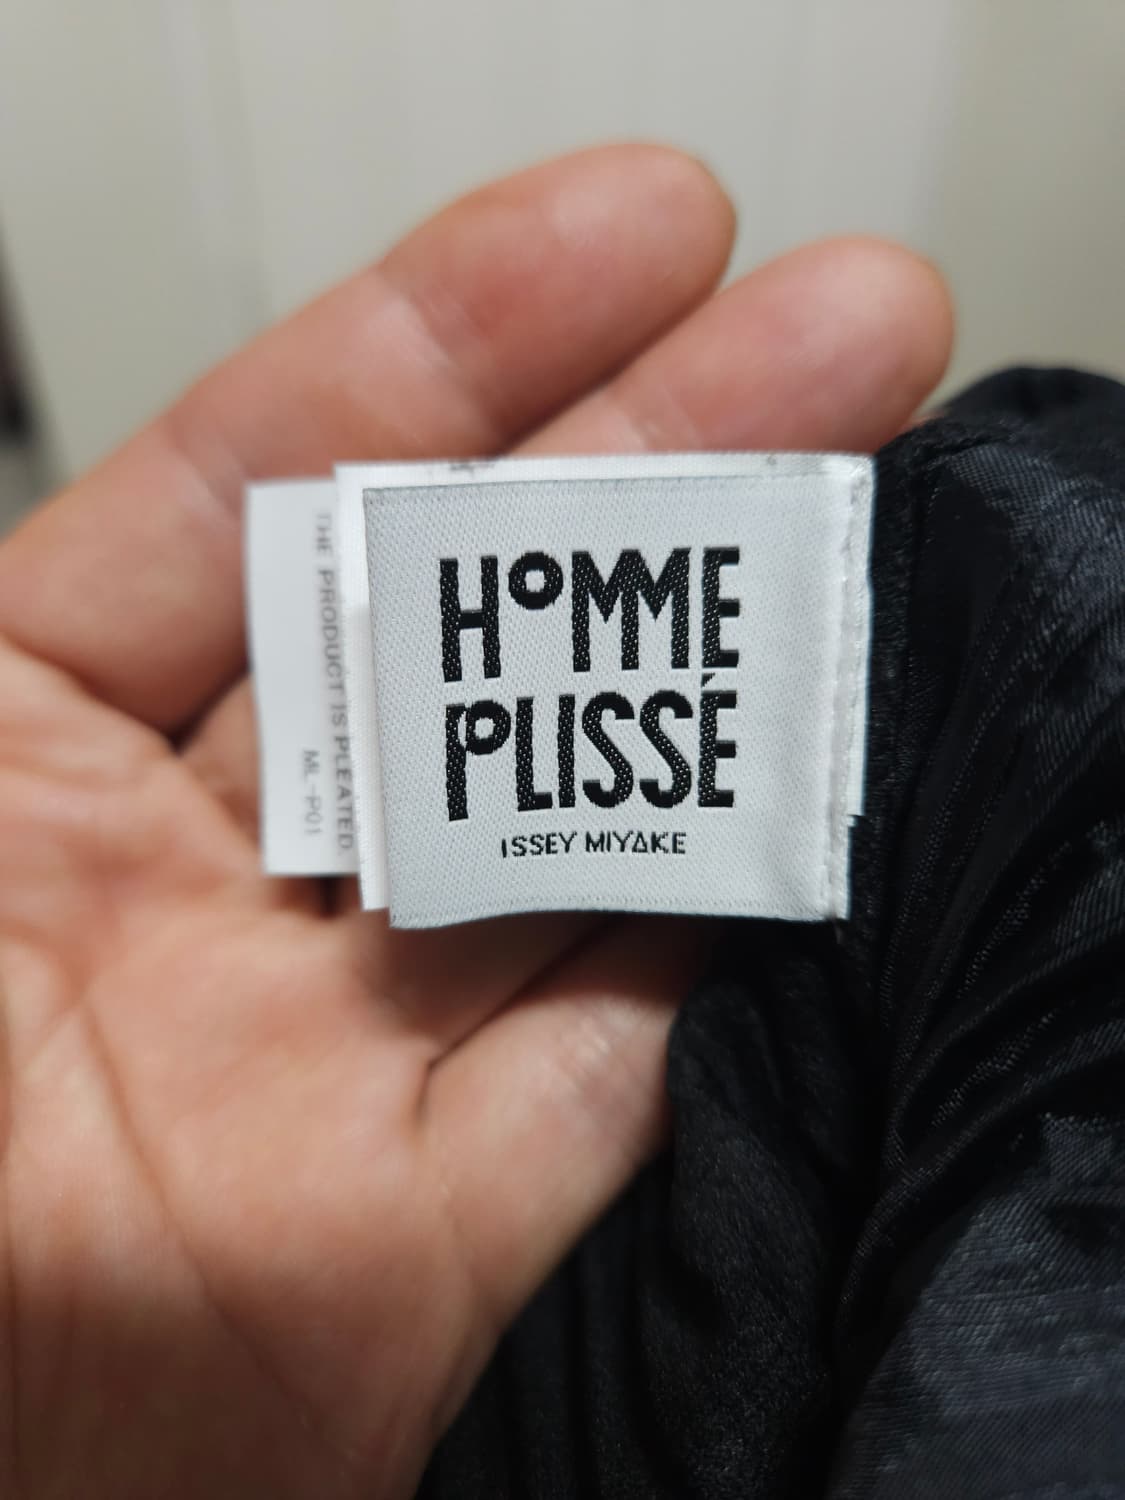 HOMME
PLISSÉ
ISSEY MIYAKE
THE PRODUCT IS PLEATED.
ML-P01